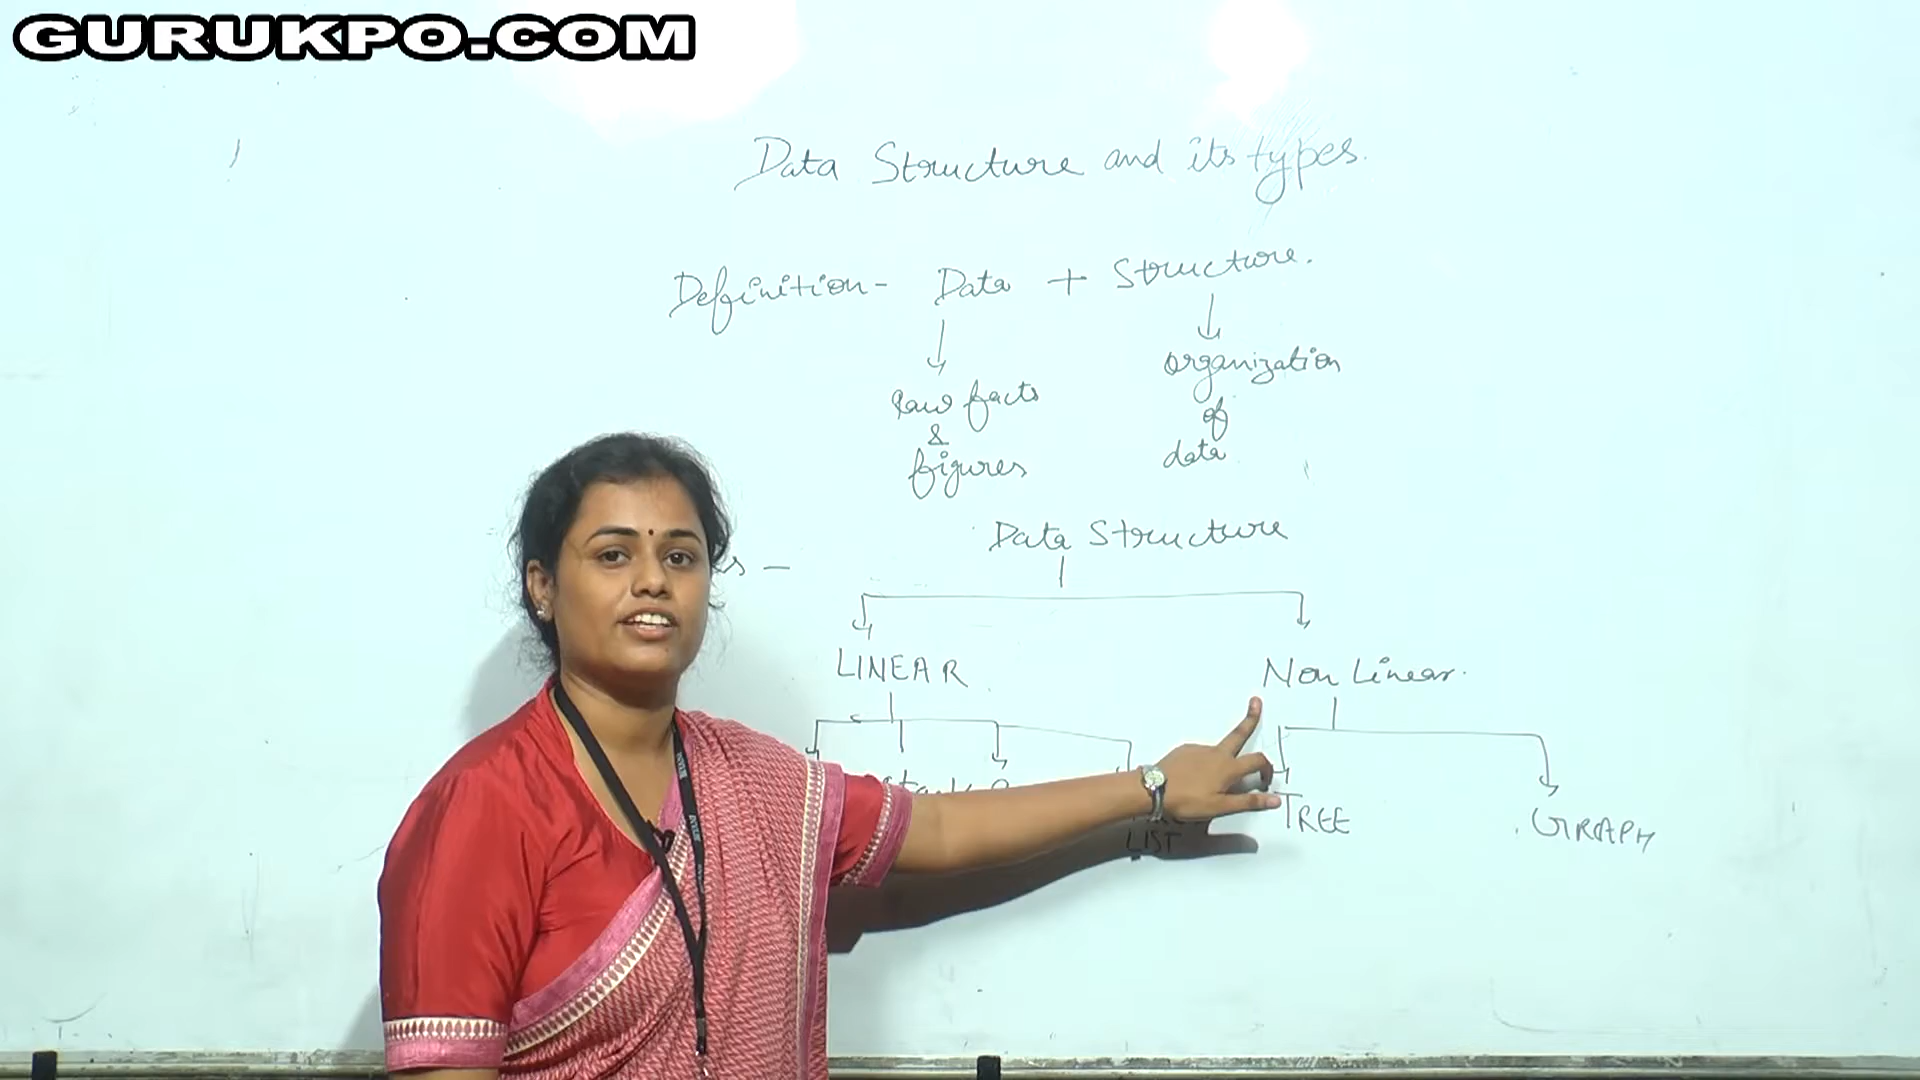 GURUKPO.COM
Data Structure and its types.
Definition- Data + Structure.
Raw facts
&
figures
organization
of
data
Data Structure
LINEAR
Non Linear.
LIST
TREE
GRAPH